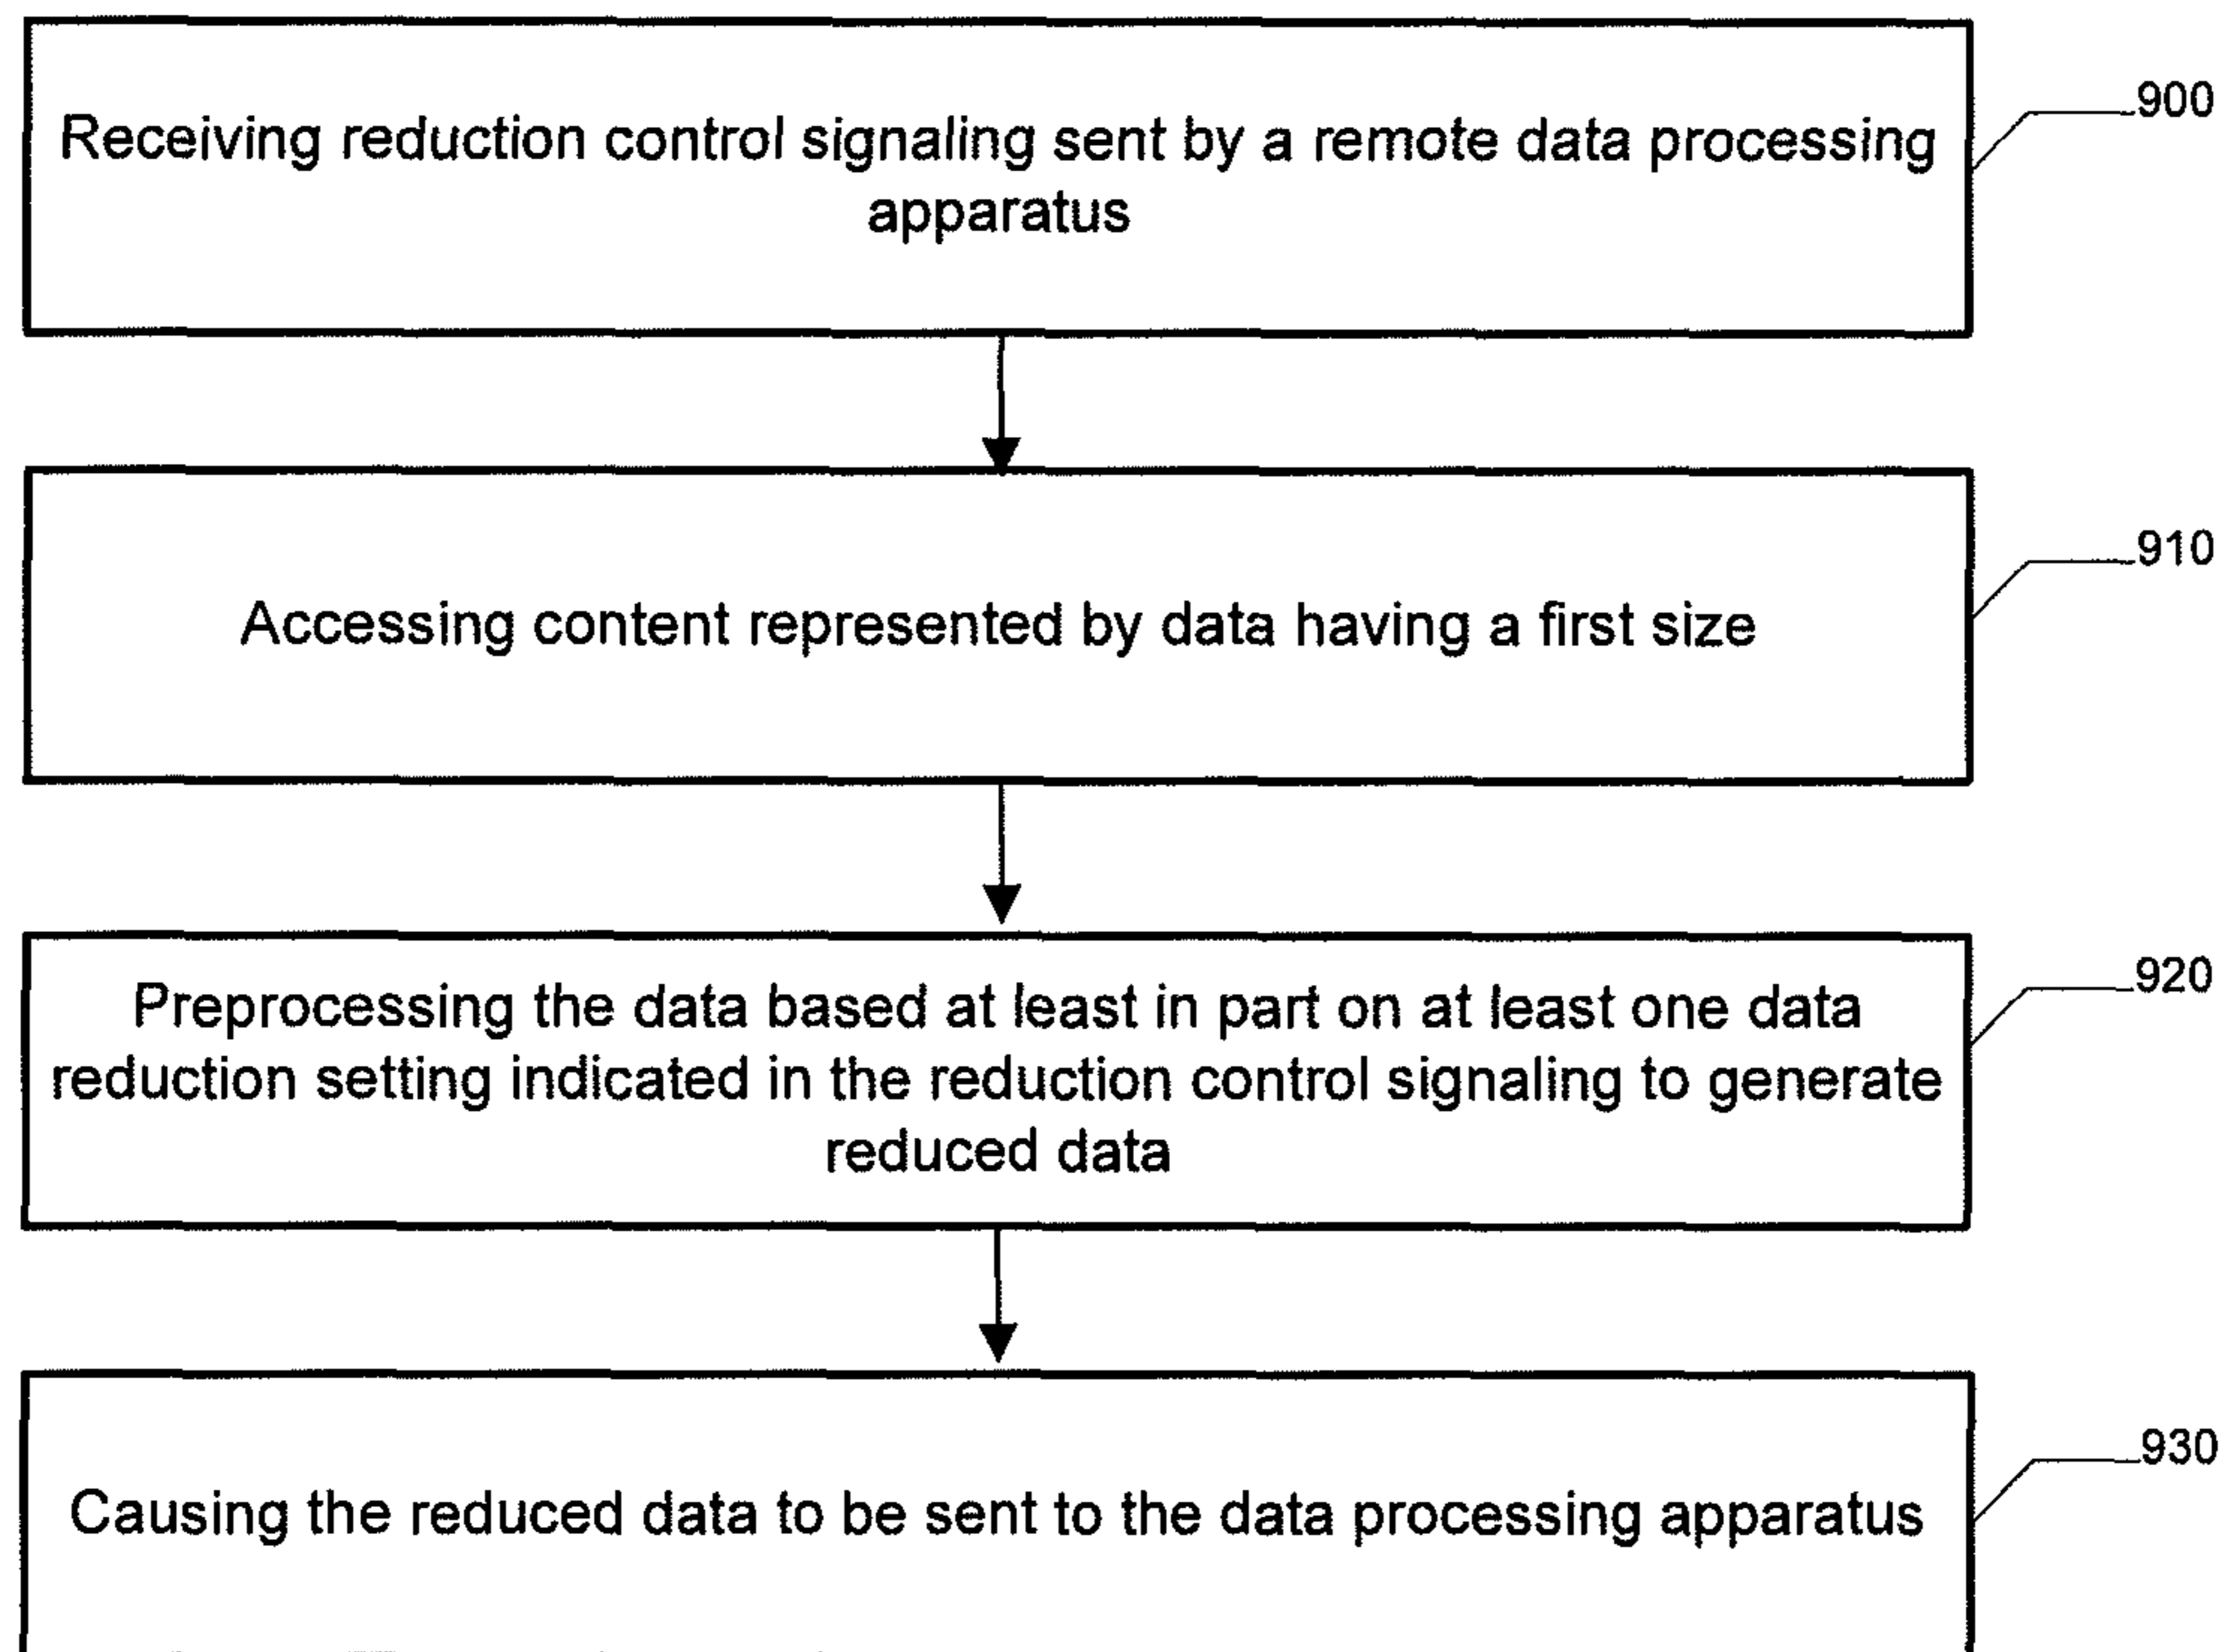 Receiving reduction control signaling sent by a remote data processing
apparatus
900
Accessing content represented by data having a first size
910
Preprocessing the data based at least in part on at least one data
reduction setting indicated in the reduction control signaling to generate
reduced data
920
Causing the reduced data to be sent to the data processing apparatus
930